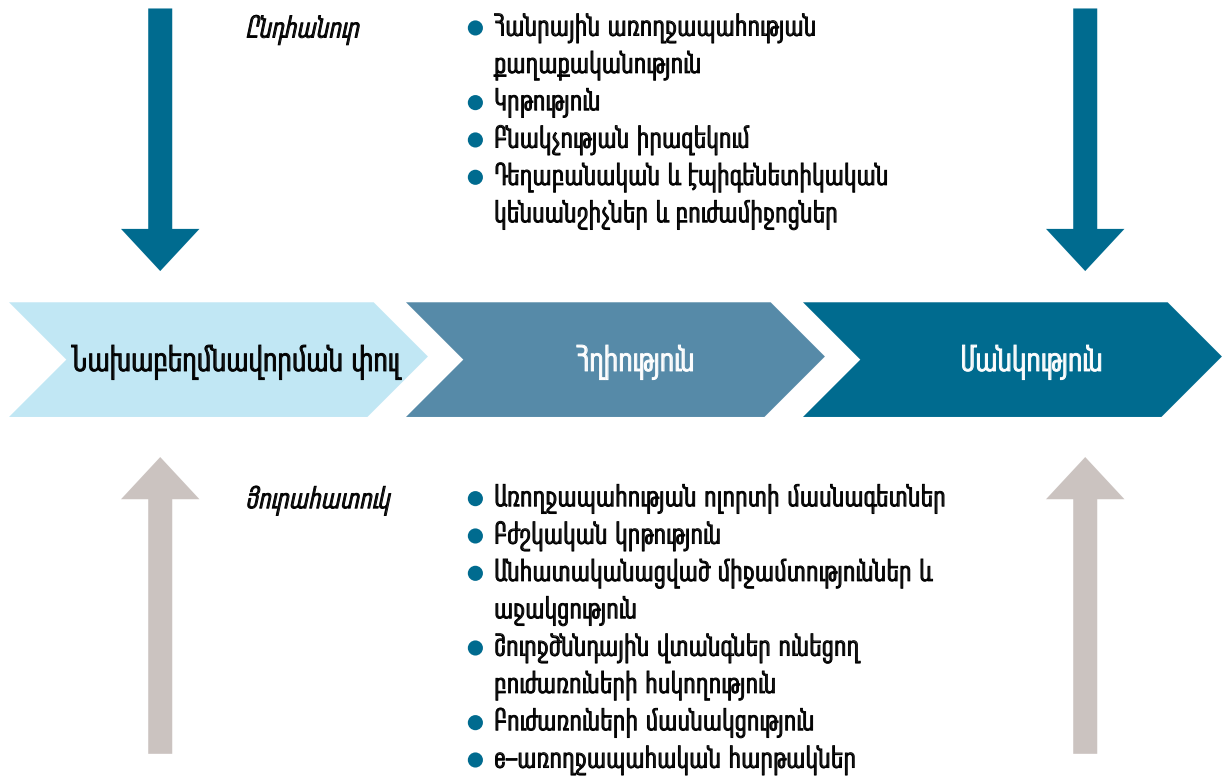 Ընդհանուր
● Հանրային առողջապահության
քաղաքականություն
● Կրթություն
● Բնակչության իրազեկում
● Դեղաբանական և էպիգենետիկական
կենսանշիչներ և բուժամիջոցներ
Նախաբեղմնավորման փուլ
Հղիություն
Մանկություն
Յուրահատուկ
● Առողջապահության ոլորտի մասնագետներ
● Բժշկական կրթություն
● Անհատականացված միջամտություններ և
աջակցություն
● Շուրջծննդային վտանգներ ունեցող
բուժառուների հսկողություն
● Բուժառուների մասնակցություն
● e–առողջապահական հարթակներ